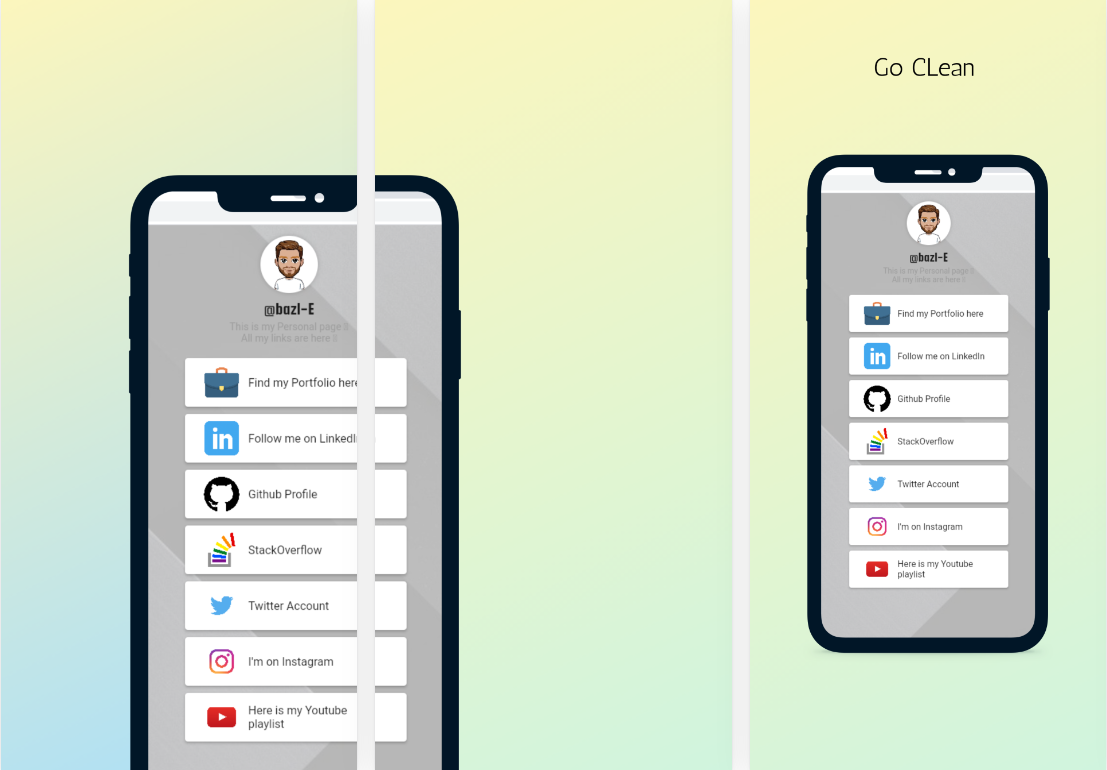 @bazl-E
This is my Personal page
All my links are here
Find my Portfolio here
Follow me on LinkedIn
Github Profile
StackOverflow
Twitter Account
I'm on Instagram
Here is my Youtube
playlist
Go CLean
@bazl-E
This is my Personal page
All my links are here
Find my Portfolio here
Follow me on LinkedIn
Github Profile
StackOverflow
Twitter Account
I'm on Instagram
Here is my Youtube
playlist